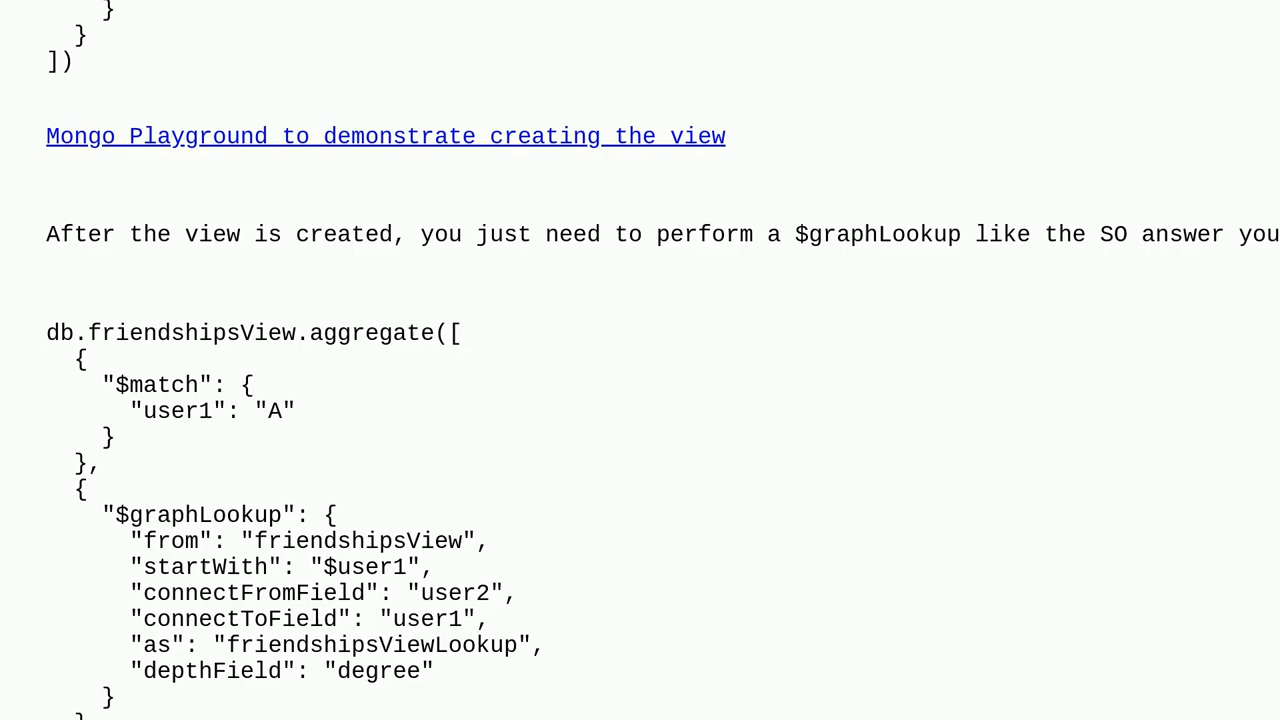 }
  }
])
Mongo Playground to demonstrate creating the view
After the view is created, you just need to perform a $graphLookup like the SO answer you
db.friendshipsView.aggregate([
  {
    "$match": {
      "user1": "A"
    }
  },
  {
    "$graphLookup": {
      "from": "friendshipsView",
      "startWith": "$user1",
      "connectFromField": "user2",
      "connectToField": "user1",
      "as": "friendshipsViewLookup",
      "depthField": "degree"
    }
  }